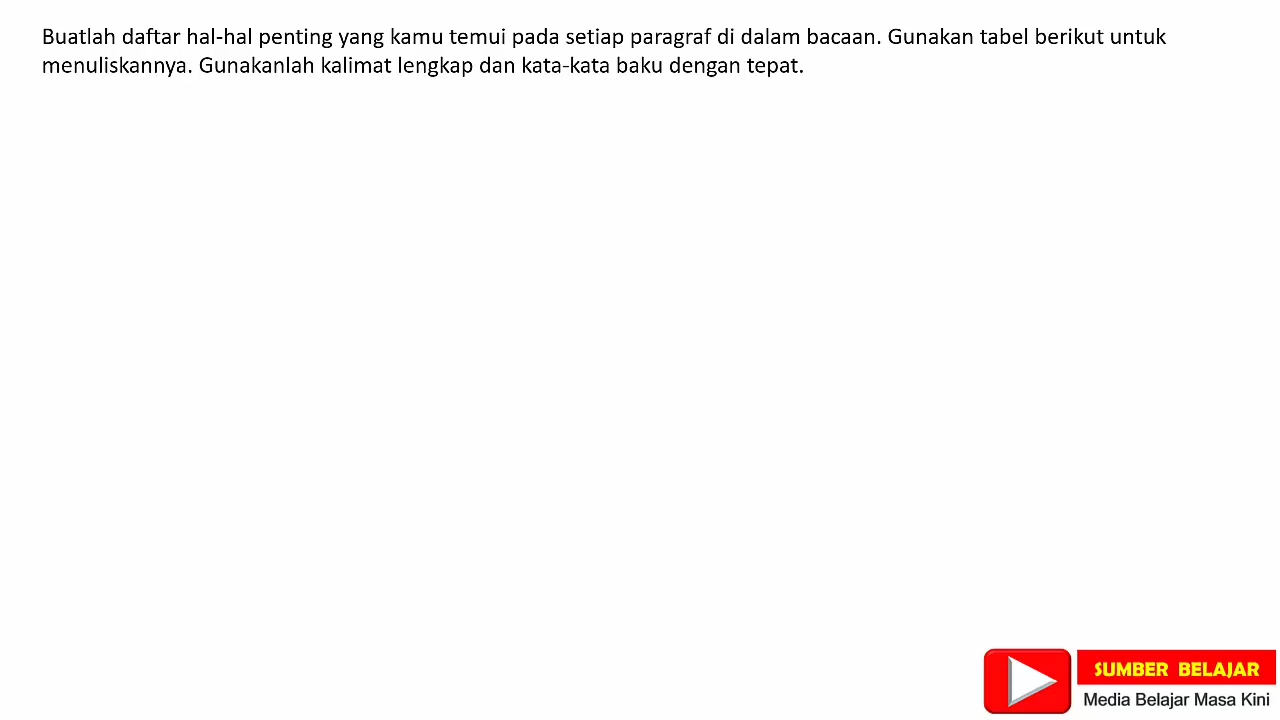 Buatlah daftar hal-hal penting yang kamu temui pada setiap paragraf di dalam bacaan. Gunakan tabel berikut untuk
menuliskannya. Gunakanlah kalimat lengkap dan kata-kata baku dengan tepat.
SUMBER BELAJAR
Media Belajar Masa Kini